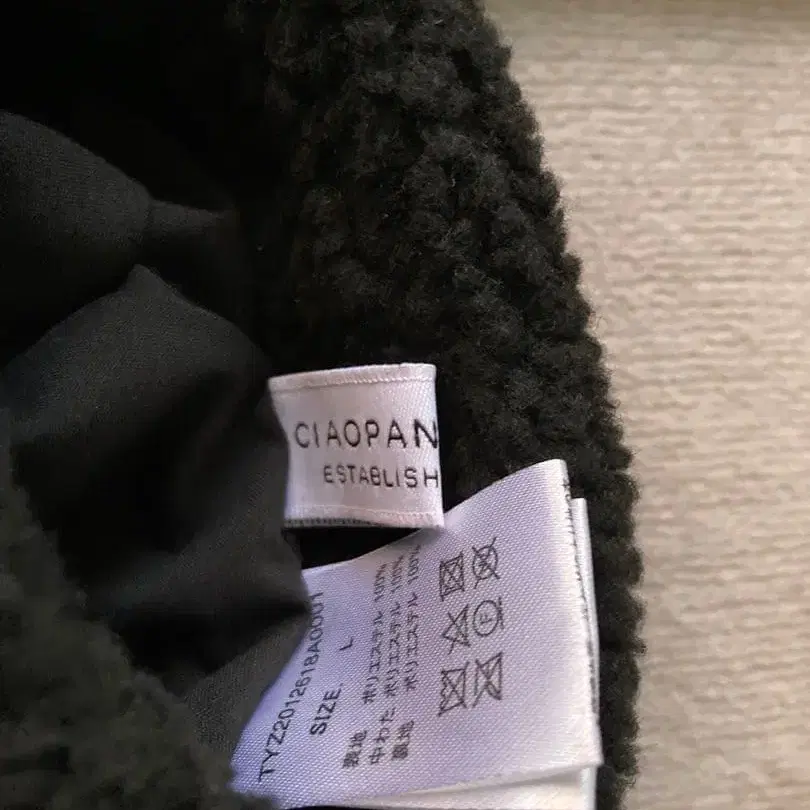 CIAOPAN
ESTABLISH
TYZ2012618A0001
SIZE. L
表地 ポリエステル 100%
中わた ポリエステル 100%
裏地 ポリエステル 100%
F